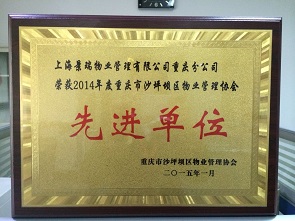 上海景瑞物业管理有限公司重庆分公司
荣获2014年度重庆市沙坪坝区物业管理协会
先进单位
重庆市沙坪坝区物业管理协会
二〇一五年一月